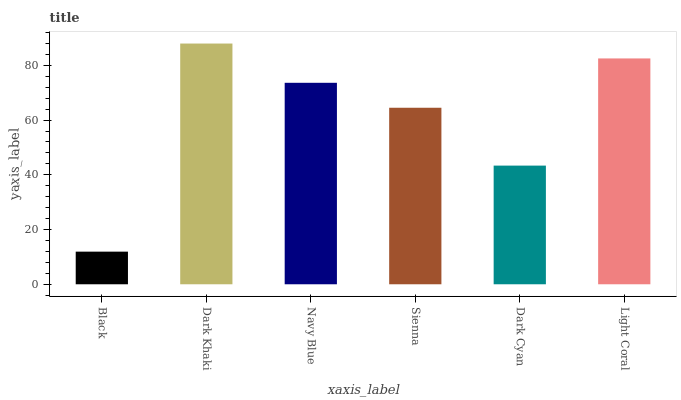 title
yaxis_label
80
60
40
20
0
Black
Dark Khaki
Navy Blue
Sienna
Dark Cyan
Light Coral
xaxis_label